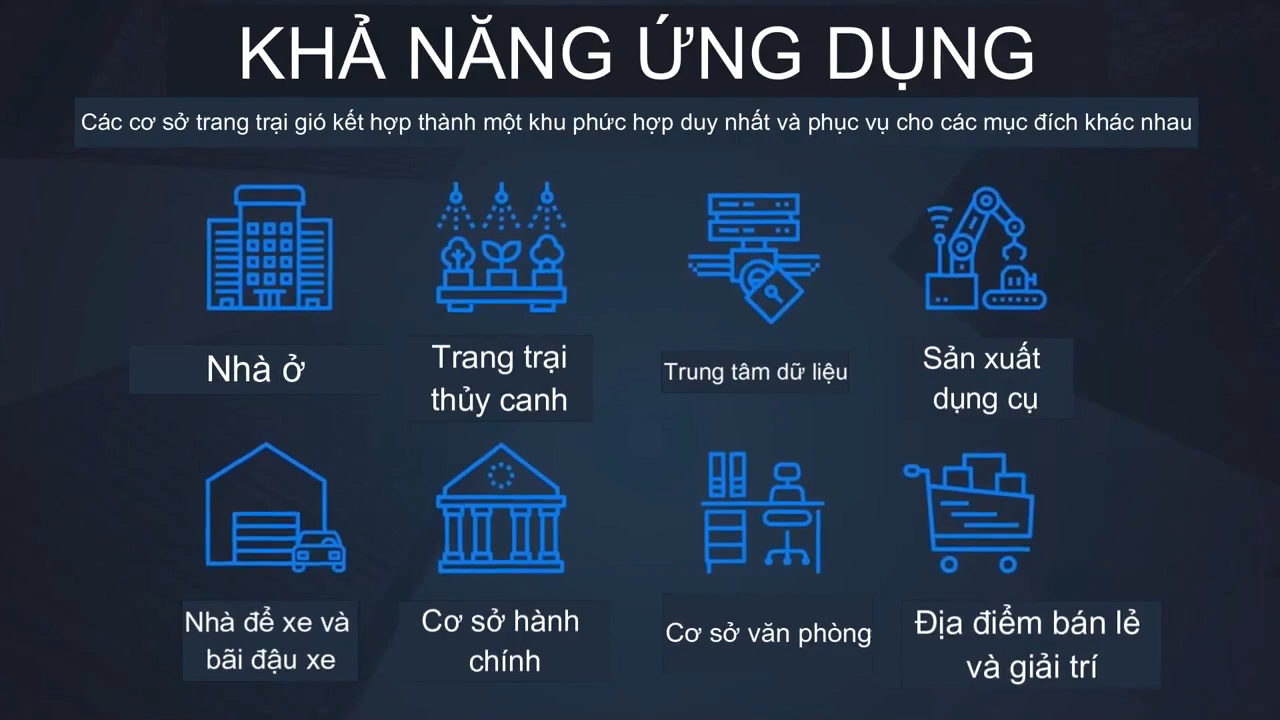 KHẢ NĂNG ỨNG DỤNG
Các cơ sở trang trại gió kết hợp thành một khu phức hợp duy nhất và phục vụ cho các mục đích khác nhau
Nhà ở
Trang trại
thủy canh
Trung tâm dữ liệu
Sản xuất
dụng cụ
Nhà để xe và
bãi đậu xe
Cơ sở hành
chính
Cơ sở văn phòng
Địa điểm bán lẻ
và giải trí